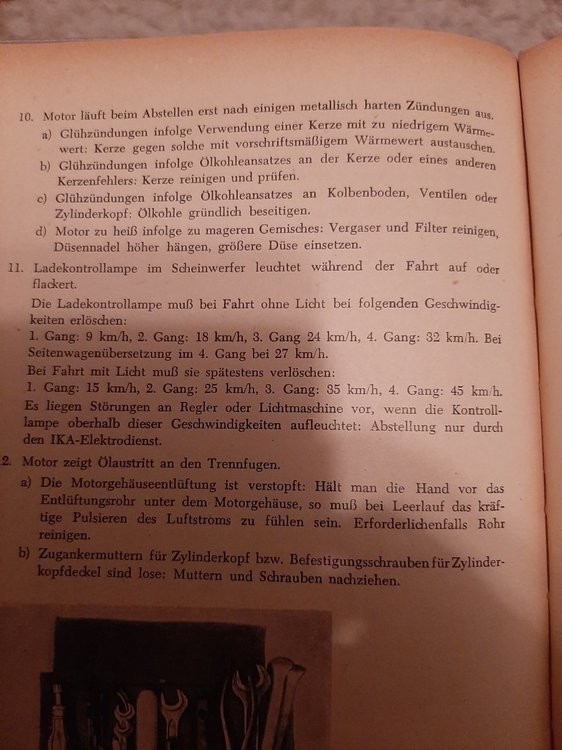 10. Motor läuft beim Abstellen erst nach einigen metallisch harten Zündungen aus.
a) Glühzündungen infolge Verwendung einer Kerze mit zu niedrigem Wärme-
wert: Kerze gegen solche mit vorschriftsmäßigem Wärmewert austauschen.
b) Glühzündungen infolge Ölkohleansatzes an der Kerze oder eines anderen
Kerzenfehlers: Kerze reinigen und prüfen.
c) Glühzündungen infolge Ölkohleansatzes an Kolbenboden, Ventilen oder
Zylinderkopf: Ölkohle gründlich beseitigen.
d) Motor zu heiß infolge zu mageren Gemisches: Vergaser und Filter reinigen,
Düsennadel höher hängen, größere Düse einsetzen.
11. Ladekontrollampe im Scheinwerfer leuchtet während der Fahrt auf oder
flackert.
Die Ladekontrollampe muß bei Fahrt ohne Licht bei folgenden Geschwindig-
keiten erlöschen:
1. Gang: 9 km/h, 2. Gang: 18 km/h, 3. Gang 24 km/h, 4. Gang: 32 km/h. Bei
Seitenwagenübersetzung im 4. Gang bei 27 km/h.
Bei Fahrt mit Licht muß sie spätestens verlöschen:
1. Gang: 15 km/h, 2. Gang: 25 km/h, 3. Gang: 35 km/h, 4. Gang: 45 km/h.
Es liegen Störungen an Regler oder Lichtmaschine vor, wenn die Kontroll-
lampe oberhalb dieser Geschwindigkeiten aufleuchtet: Abstellung nur durch
den IKA-Elektrodienst.
2. Motor zeigt Ölaustritt an den Trennfugen.
a) Die Motorgehäuseentlüftung ist verstopft: Hält man die Hand vor das
Entlüftungsrohr unter dem Motorgehäuse, so muß bei Leerlauf das kräf-
tige Pulsieren des Luftstroms zu fühlen sein. Erforderlichenfalls Rohr
reinigen.
b) Zugankermuttern für Zylinderkopf bzw. Befestigungsschrauben für Zylinder-
kopfdeckel sind lose: Muttern und Schrauben nachziehen.